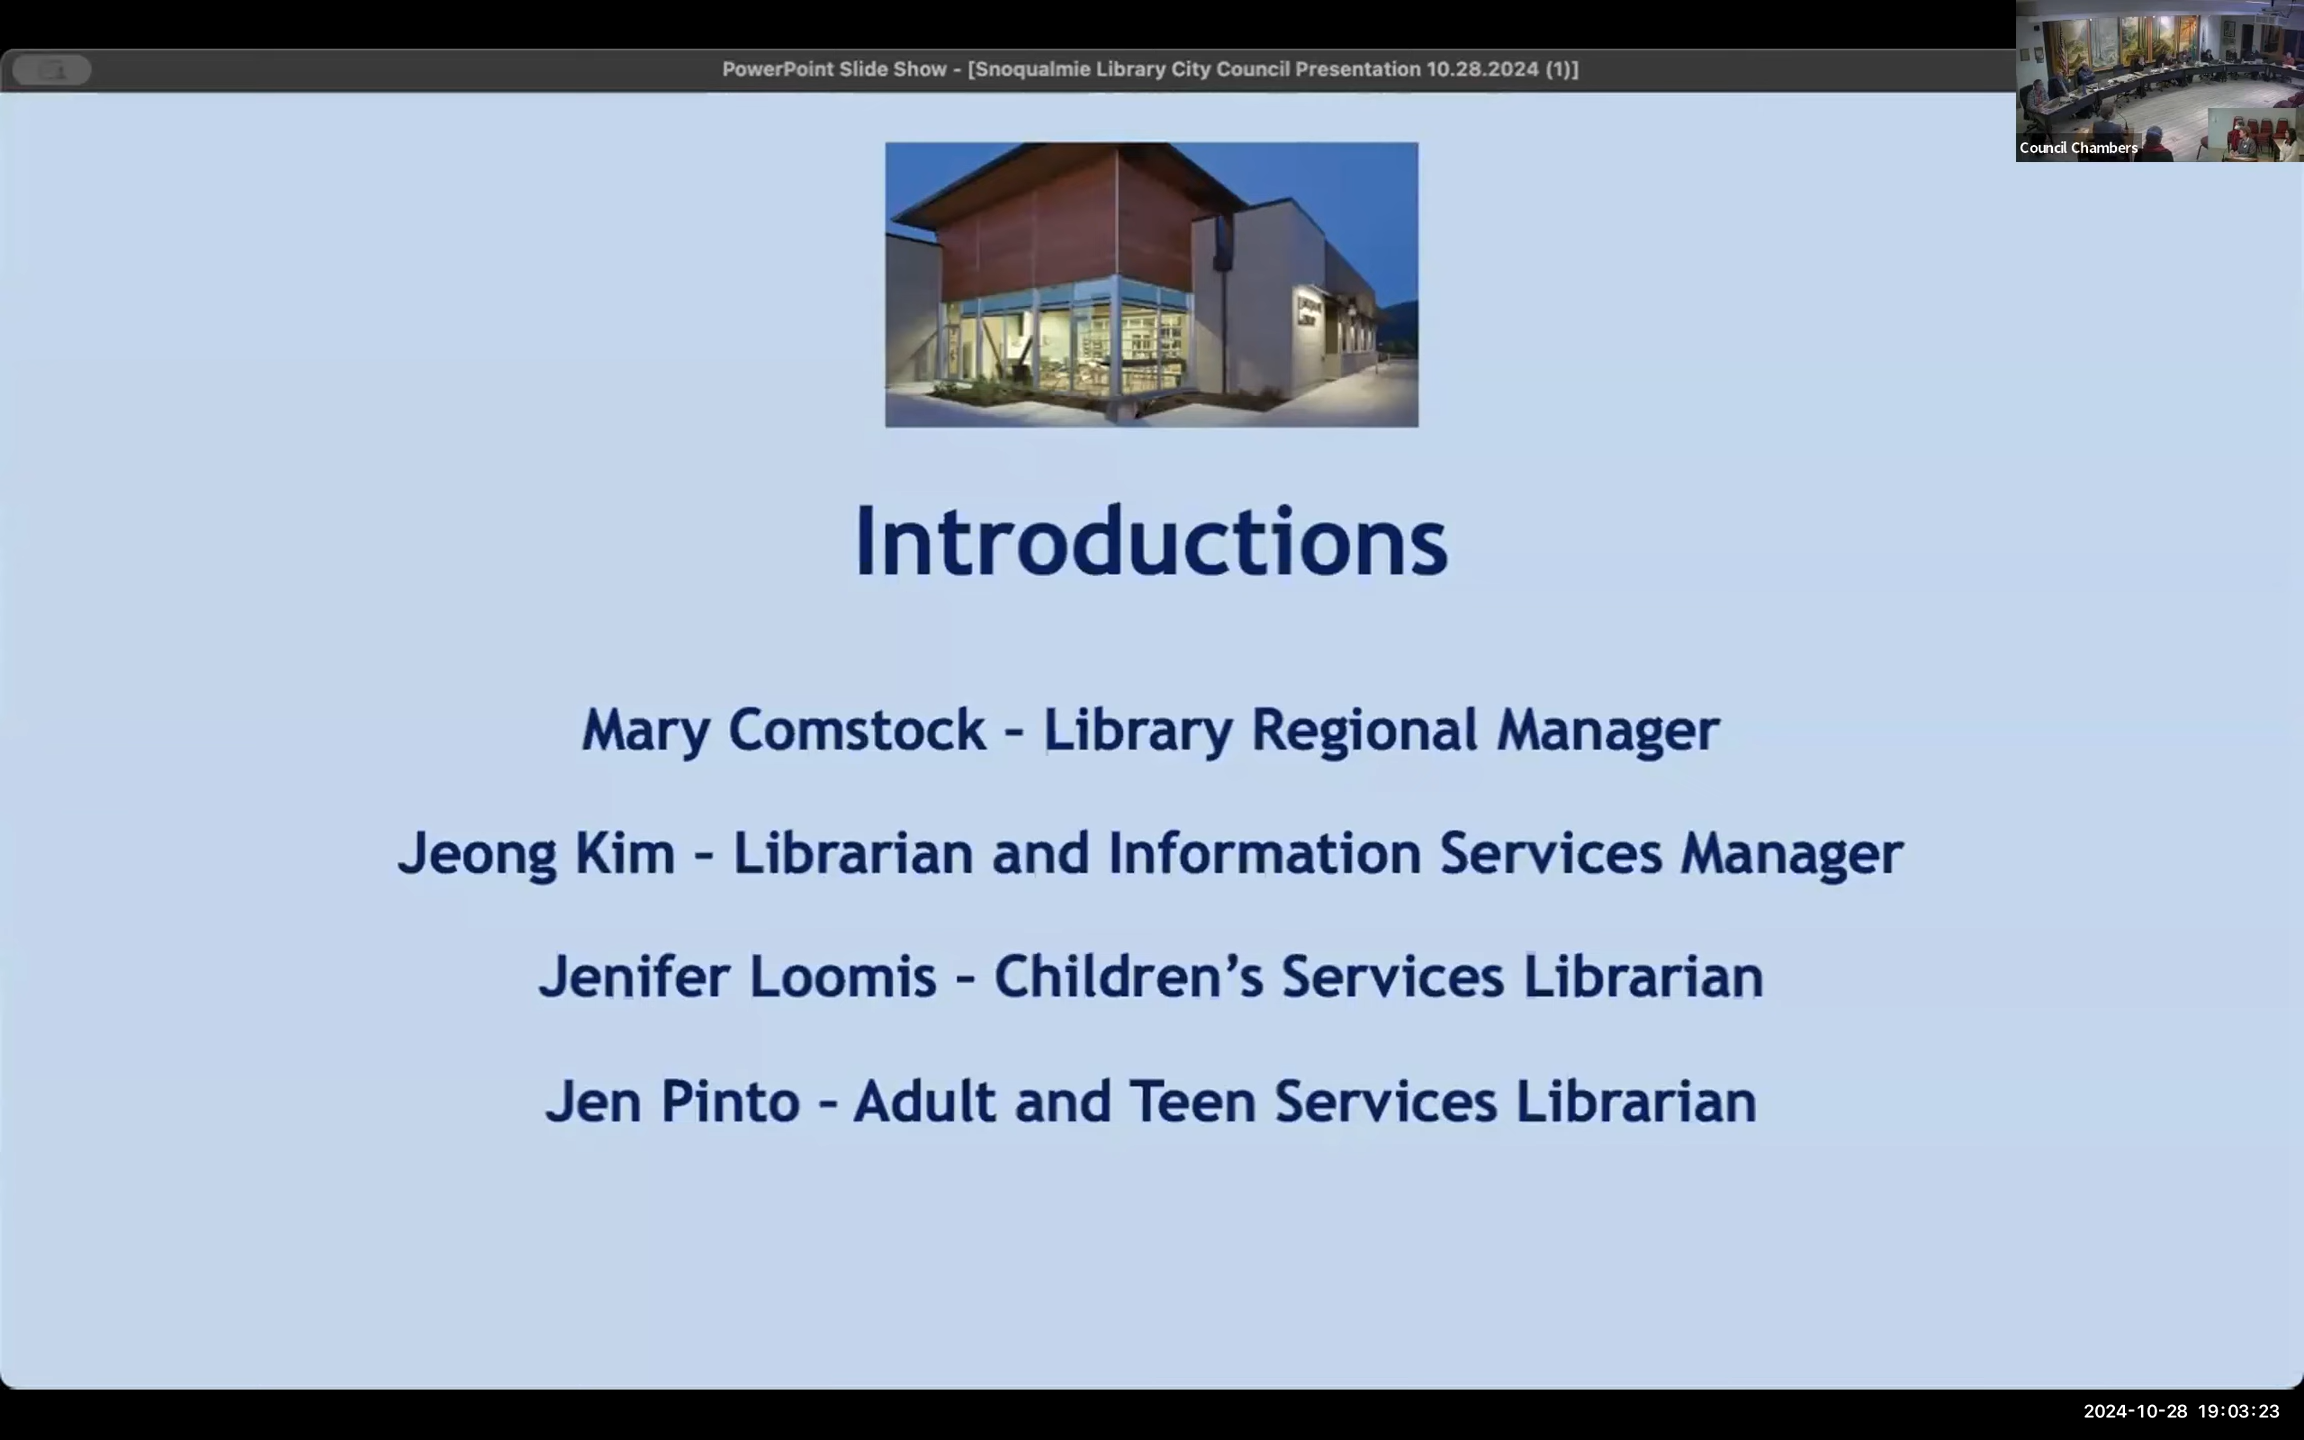 PowerPoint Slide Show - [Snoqualmie Library City Council Presentation 10.28.2024 (1)]
Council Chambers
Introductions
Mary Comstock – Library Regional Manager
Jeong Kim – Librarian and Information Services Manager
Jenifer Loomis – Children’s Services Librarian
Jen Pinto – Adult and Teen Services Librarian
2024-10-28 19:03:23